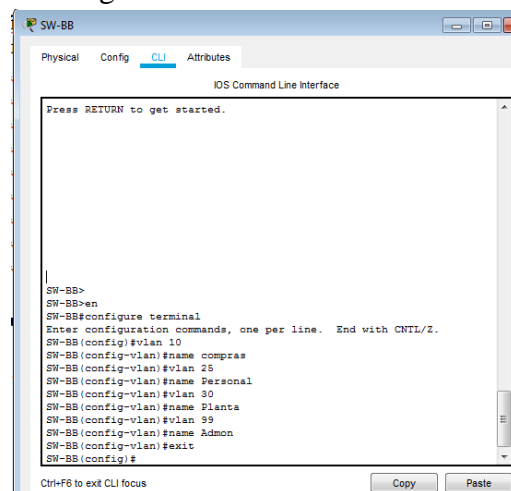 SW-BB
Physical Config CLI Attributes
IOS Command Line Interface
Press RETURN to get started.
SW-BB>
SW-BB>en
SW-BB#configure terminal
Enter configuration commands, one per line.  End with CNTL/Z.
SW-BB(config)#vlan 10
SW-BB(config-vlan)#name compras
SW-BB(config-vlan)#vlan 25
SW-BB(config-vlan)#name Personal
SW-BB(config-vlan)#vlan 30
SW-BB(config-vlan)#name Planta
SW-BB(config-vlan)#vlan 99
SW-BB(config-vlan)#name Admon
SW-BB(config-vlan)#exit
SW-BB(config)#
Ctrl+F6 to exit CLI focus Copy Paste